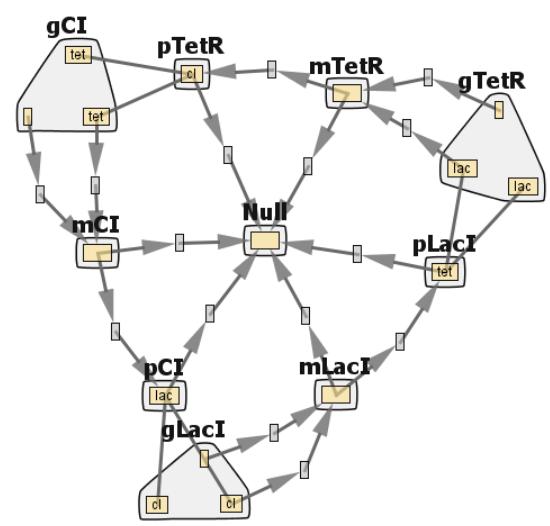 gCI
pTetR
mTetR
gTetR
tet
cl
tet
lac
lac
mCI
Null
pLacI
tet
pCI
mLacI
lac
gLacI
cl
cl